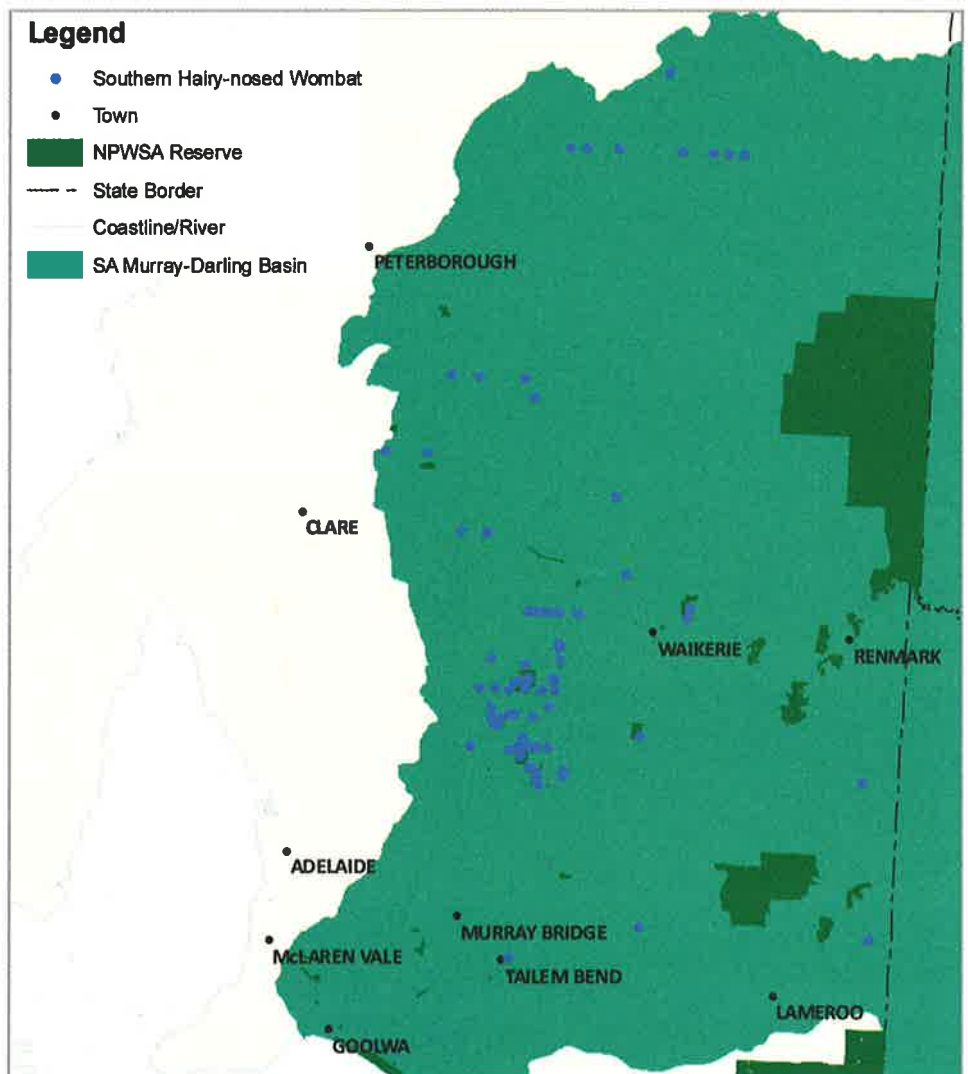 Legend
Southern Hairy-nosed Wombat
Town
NPWSA Reserve
State Border
Coastline/River
SA Murray-Darling Basin
PETERBOROUGH
CLARE
WAIKERIE
RENMARK
ADELAIDE
MURRAY BRIDGE
McLAREN VALE
TAILEM BEND
LAMEROO
GOOLWA